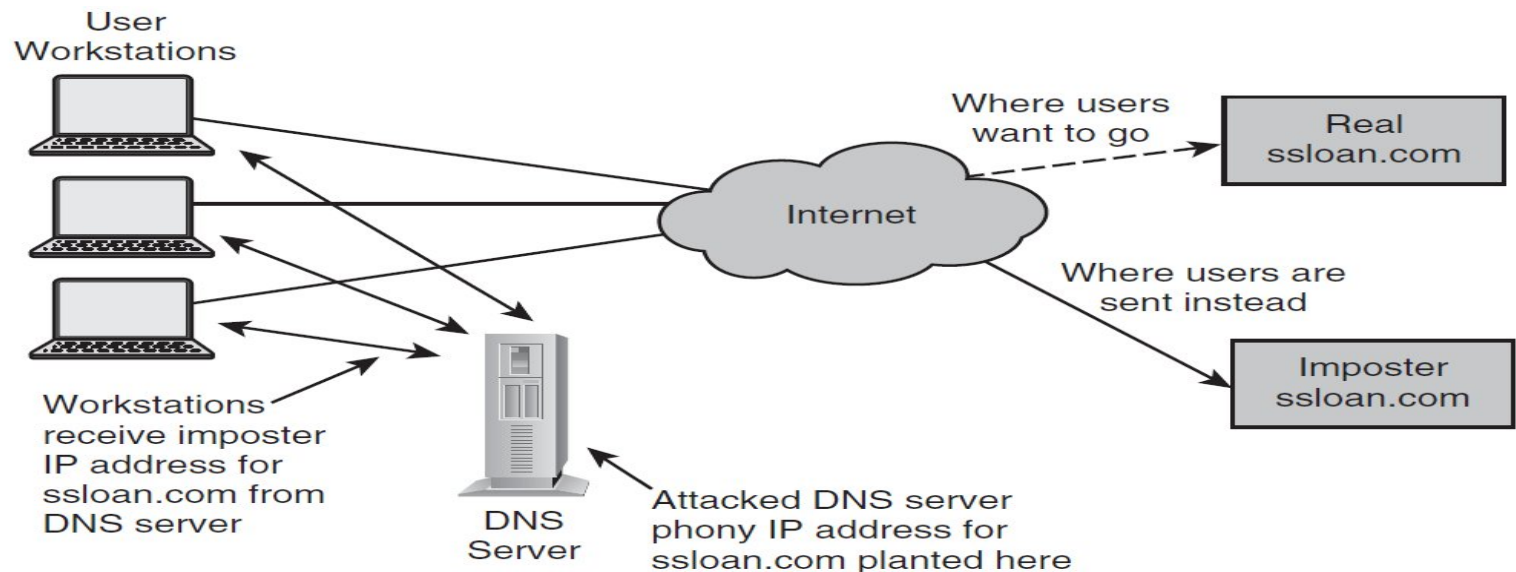 User
Workstations
Where users
want to go
Real
ssloan.com
Internet
Where users are
sent instead
Imposter
ssloan.com
Workstations
receive imposter
IP address for
ssloan.com from
DNS server
DNS
Server
Attacked DNS server
phony IP address for
ssloan.com planted here